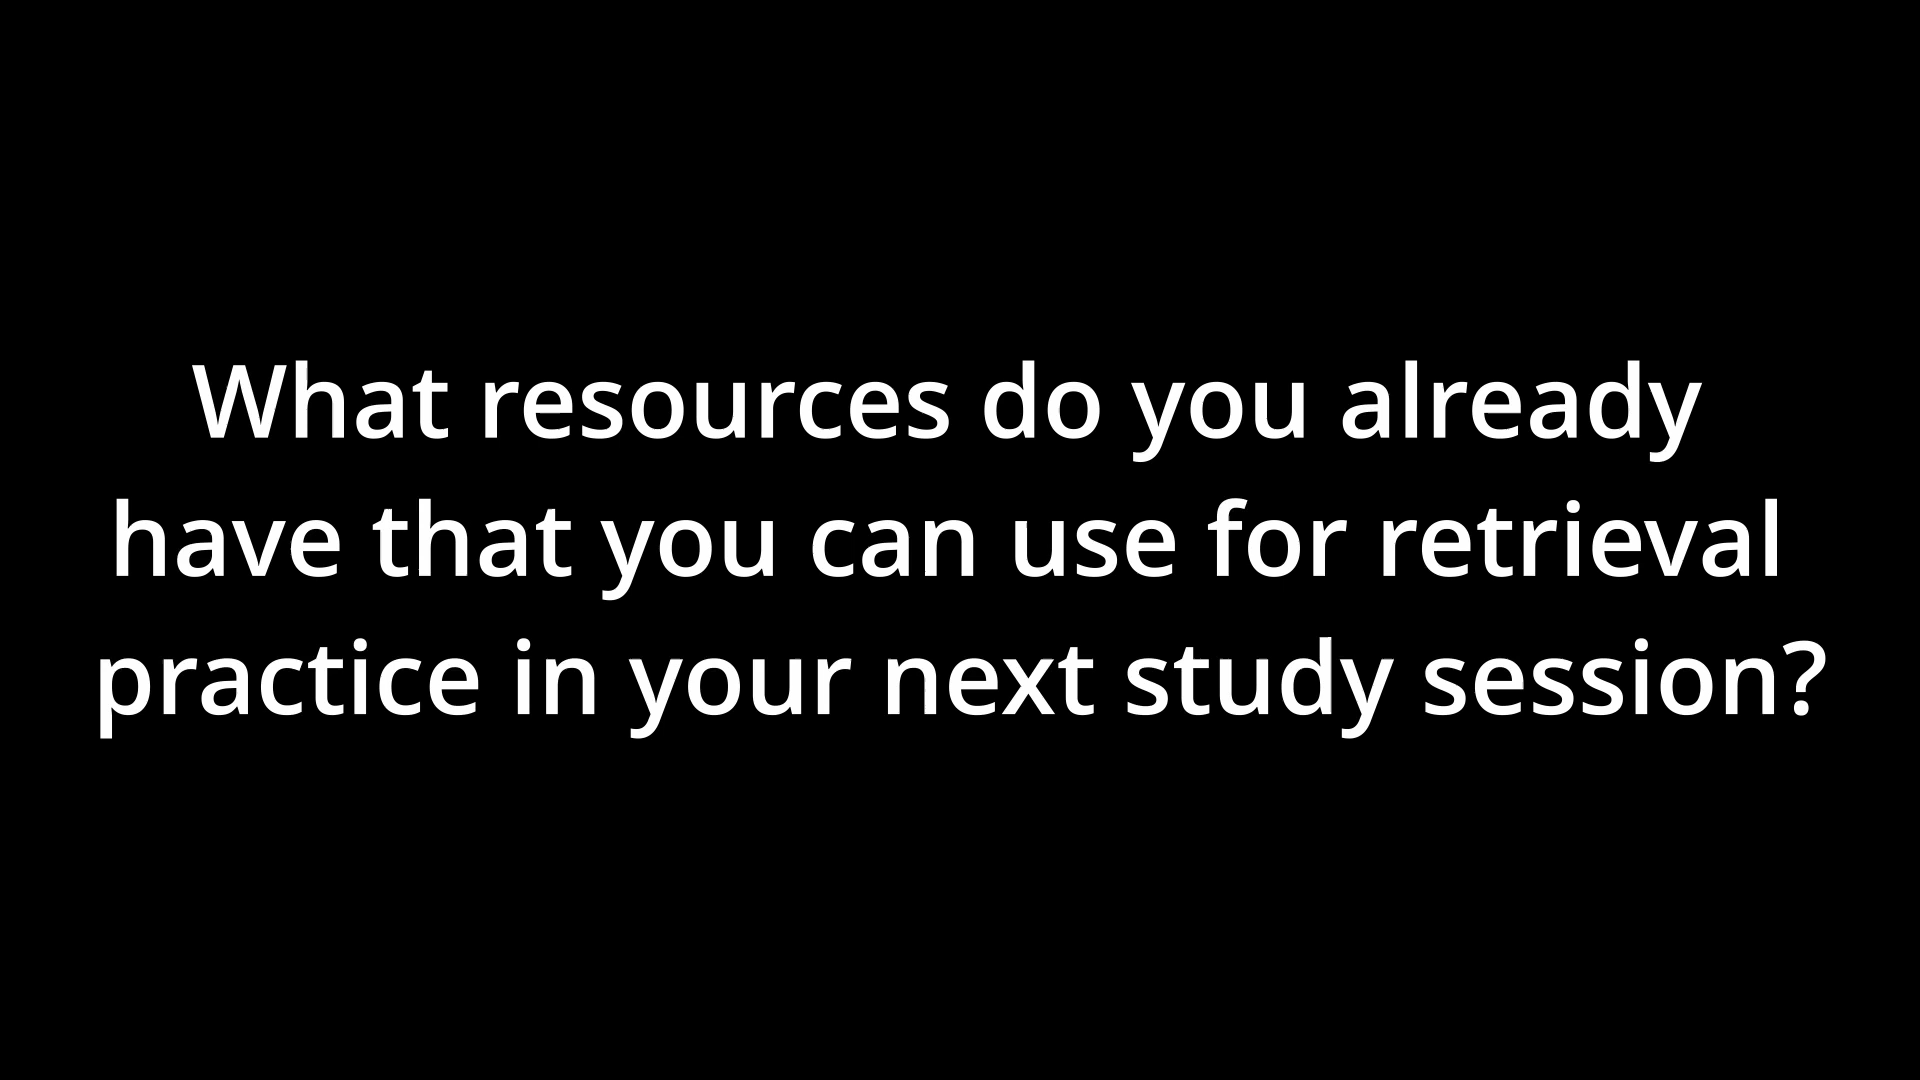 What resources do you already
have that you can use for retrieval
practice in your next study session?